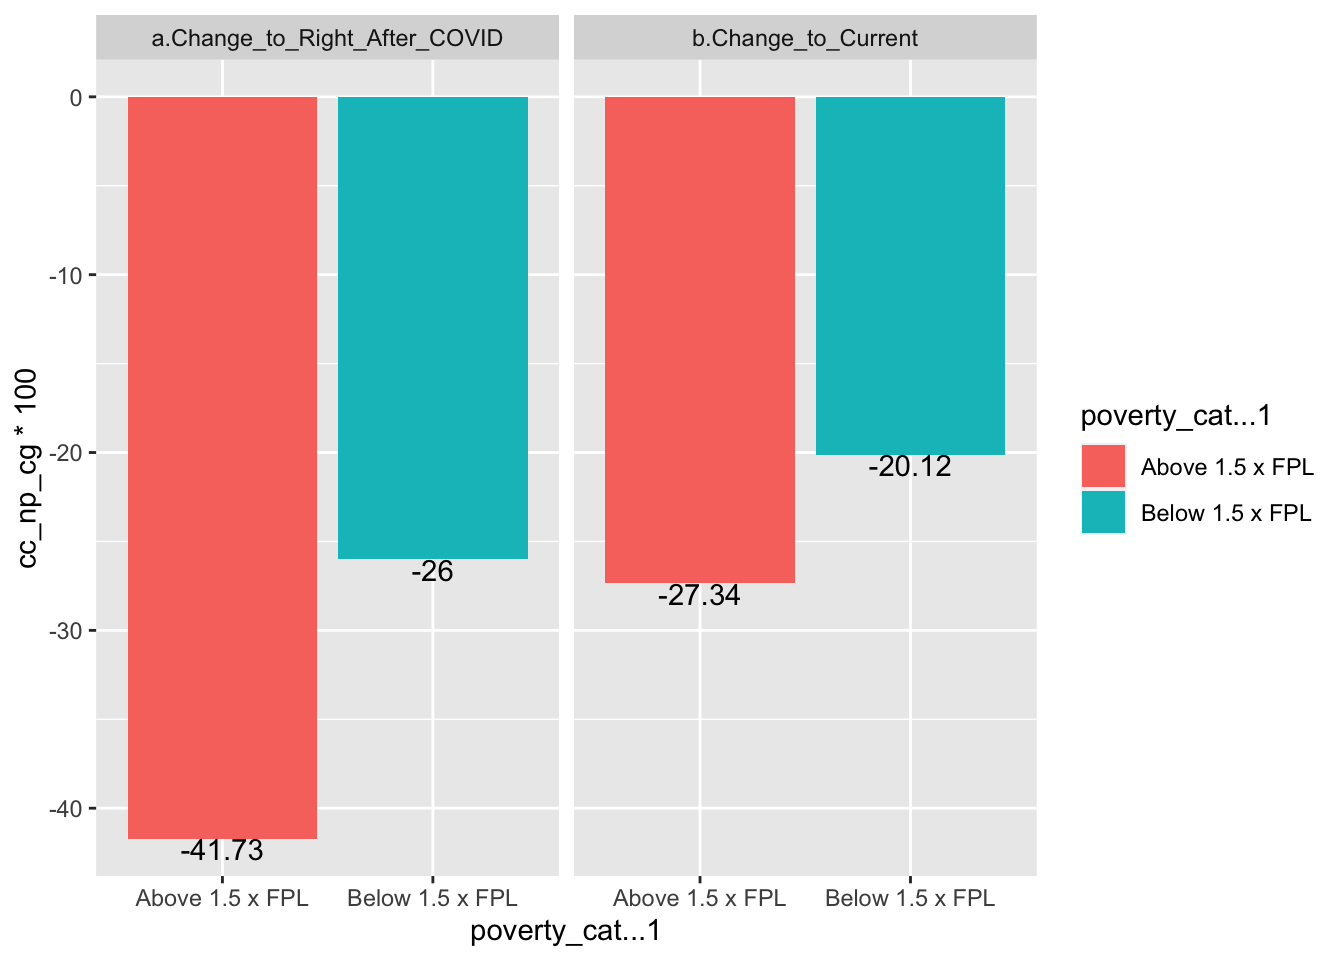 a.Change_to_Right_After_COVID
b.Change_to_Current
cc_np_cg * 100
0
-10
-20
-30
-40
-41.73
-26
-27.34
-20.12
Above 1.5 x FPL
Below 1.5 x FPL
Above 1.5 x FPL
Below 1.5 x FPL
poverty_cat...1
poverty_cat...1
Above 1.5 x FPL
Below 1.5 x FPL